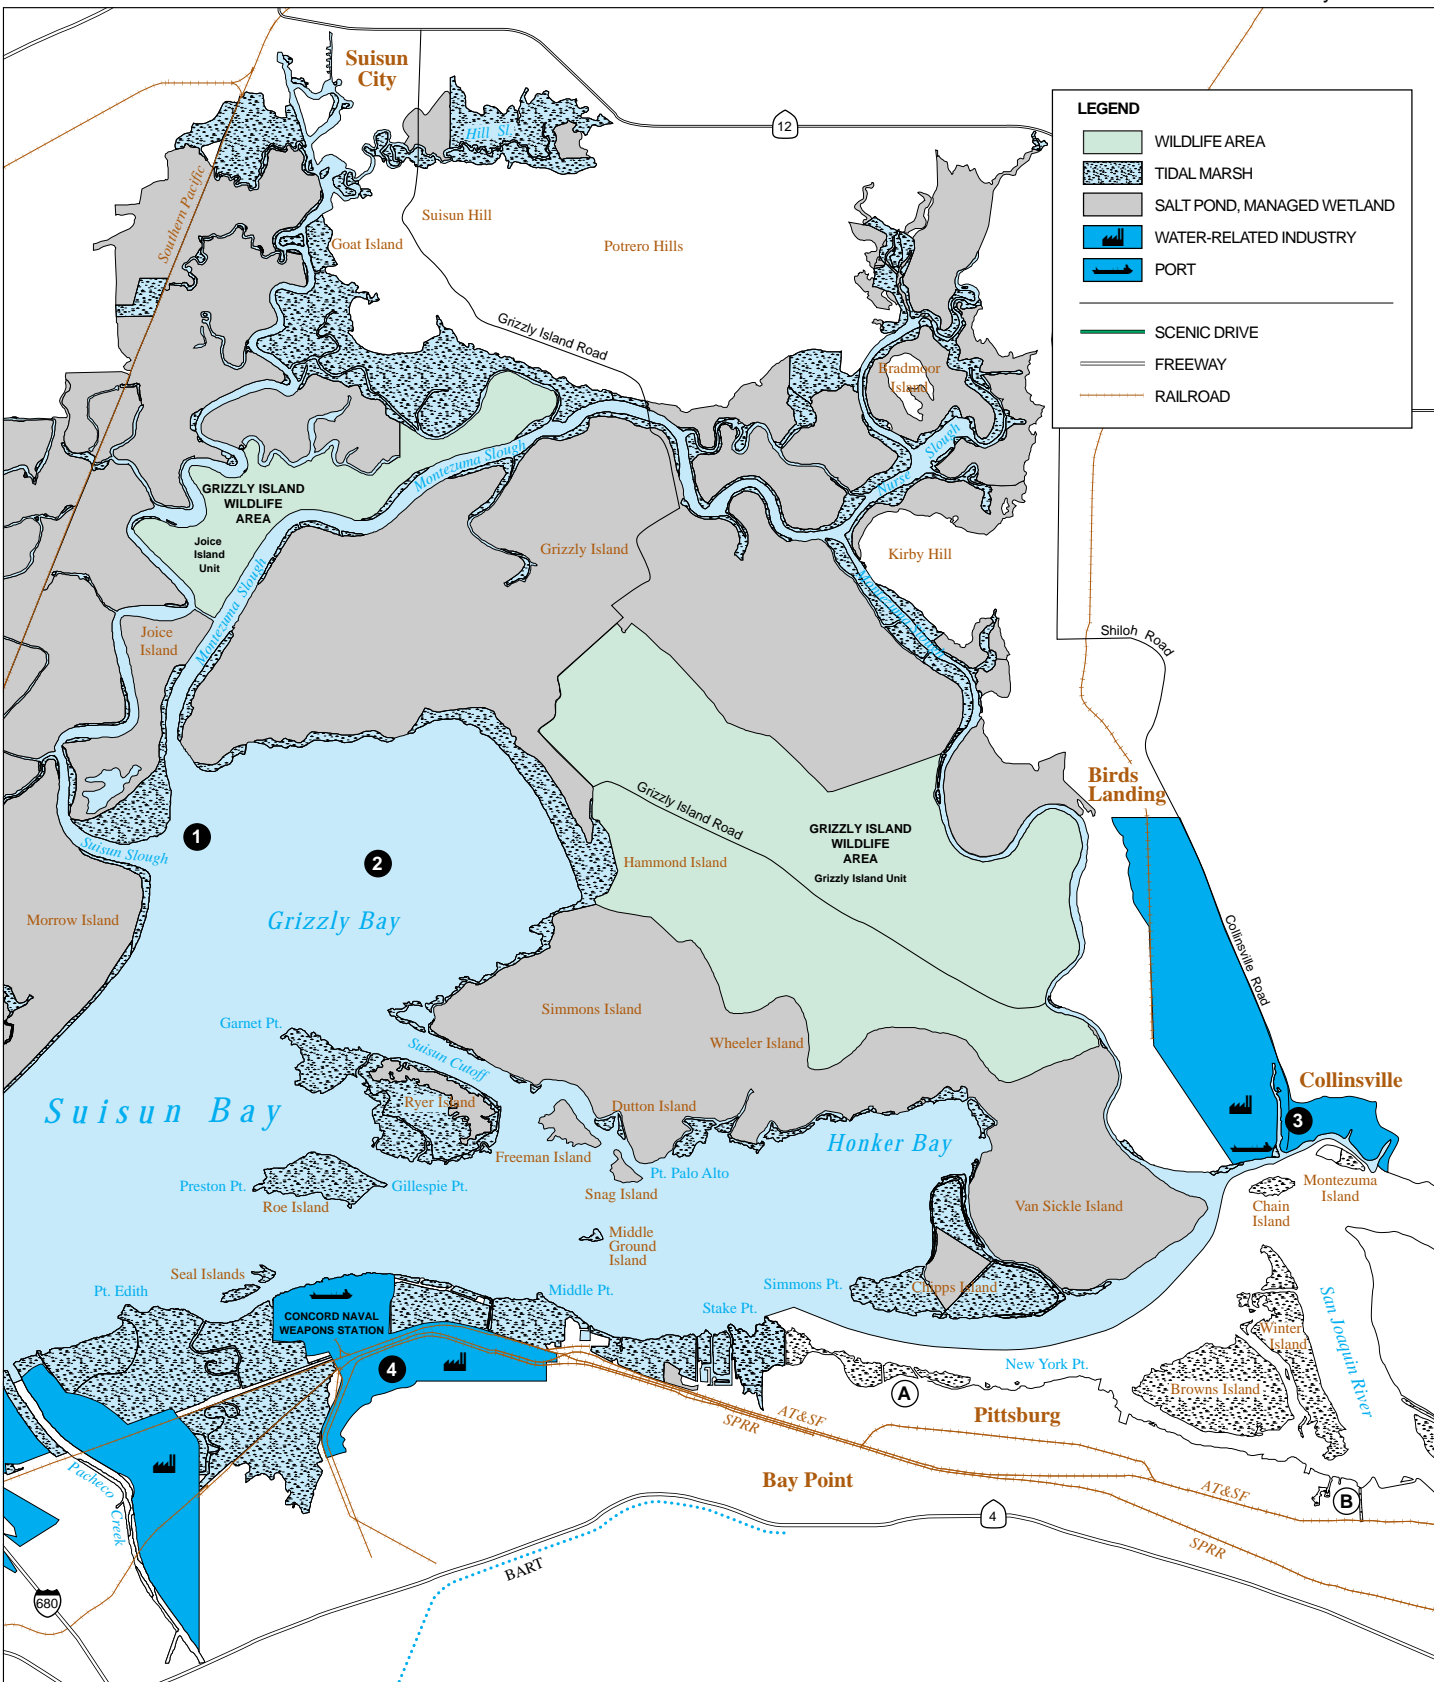 Suisun
City
12
LEGEND
WILDLIFE AREA
TIDAL MARSH
SALT POND, MANAGED WETLAND
WATER-RELATED INDUSTRY
PORT
SCENIC DRIVE
FREEWAY
RAILROAD
Hill Sl.
Southern Pacific
Suisun Hill
Goat Island
Potrero Hills
Grizzly Island Road
Bradmoor
Island
Montezuma Slough
Nurse Slough
GRIZZLY ISLAND
WILDLIFE
AREA
Joice
Island
Unit
Grizzly Island
Kirby Hill
Montezuma Slough
Montezuma Slough
Joice
Island
Shiloh Road
Birds
Landing
Grizzly Island Road
GRIZZLY ISLAND
WILDLIFE
AREA
Grizzly Island Unit
1
2
Suisun Slough
Hammond Island
Morrow Island
Grizzly Bay
Collinsville Road
Simmons Island
Garnet Pt.
Wheeler Island
Suisun Cutoff
Collinsville
Suisun Bay
Ryer Island
Dutton Island
3
Honker Bay
Freeman Island
Pt. Palo Alto
Preston Pt.
Gillespie Pt.
Snag Island
Montezuma
Island
Roe Island
Van Sickle Island
Chain
Island
Middle
Ground
Island
Seal Islands
Pt. Edith
Middle Pt.
Simmons Pt.
Chipps Island
Stake Pt.
San Joaquin River
CONCORD NAVAL
WEAPONS STATION
Winter
Island
4
New York Pt.
A
Browns Island
Pittsburg
AT&SF
SPRR
Bay Point
Pacheco Creek
AT&SF
B
4
SPRR
BART
680